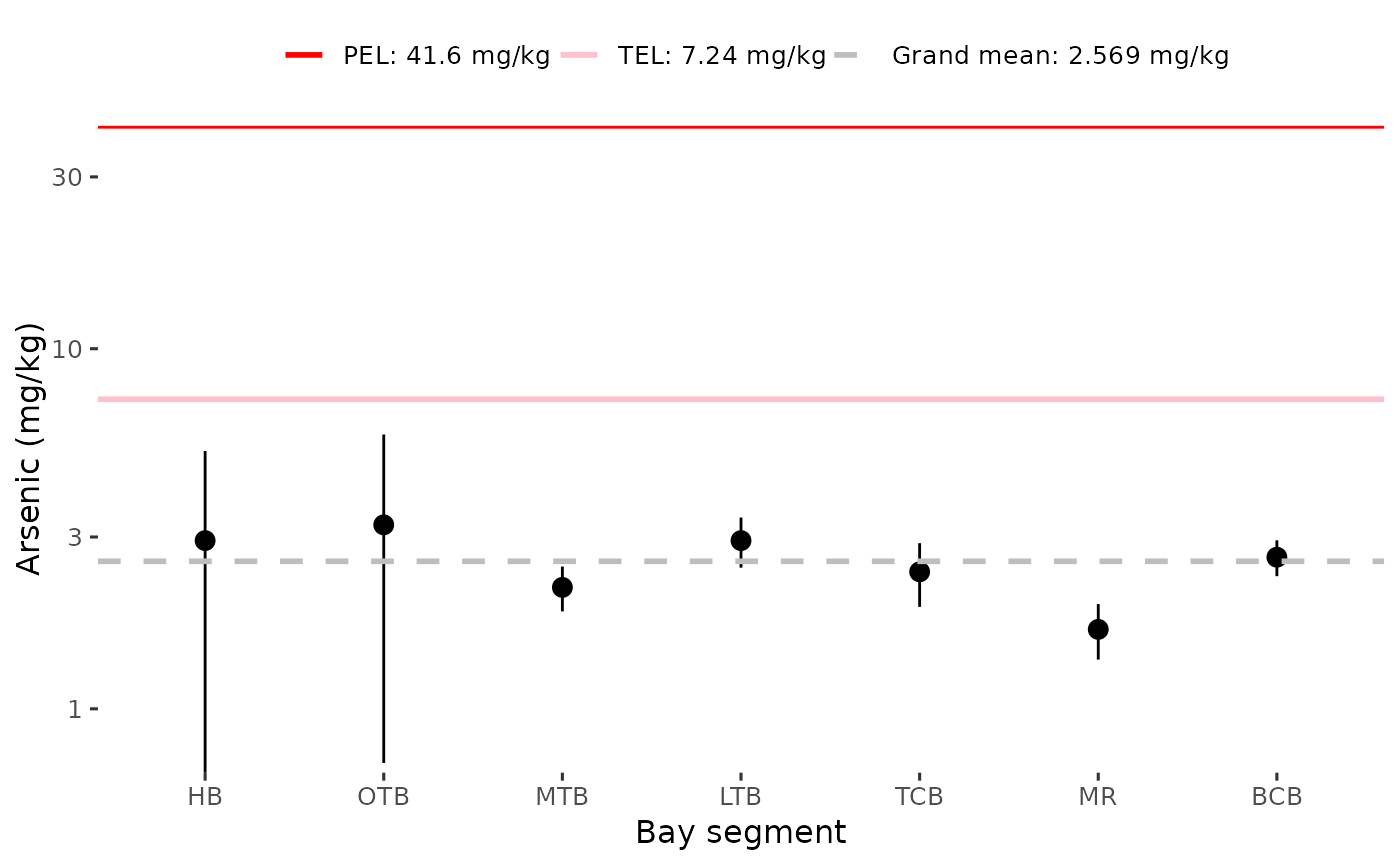 PEL: 41.6 mg/kg TEL: 7.24 mg/kg Grand mean: 2.569 mg/kg
Arsenic (mg/kg)
30
10
3
1
HB OTB MTB LTB TCB MR BCB
Bay segment